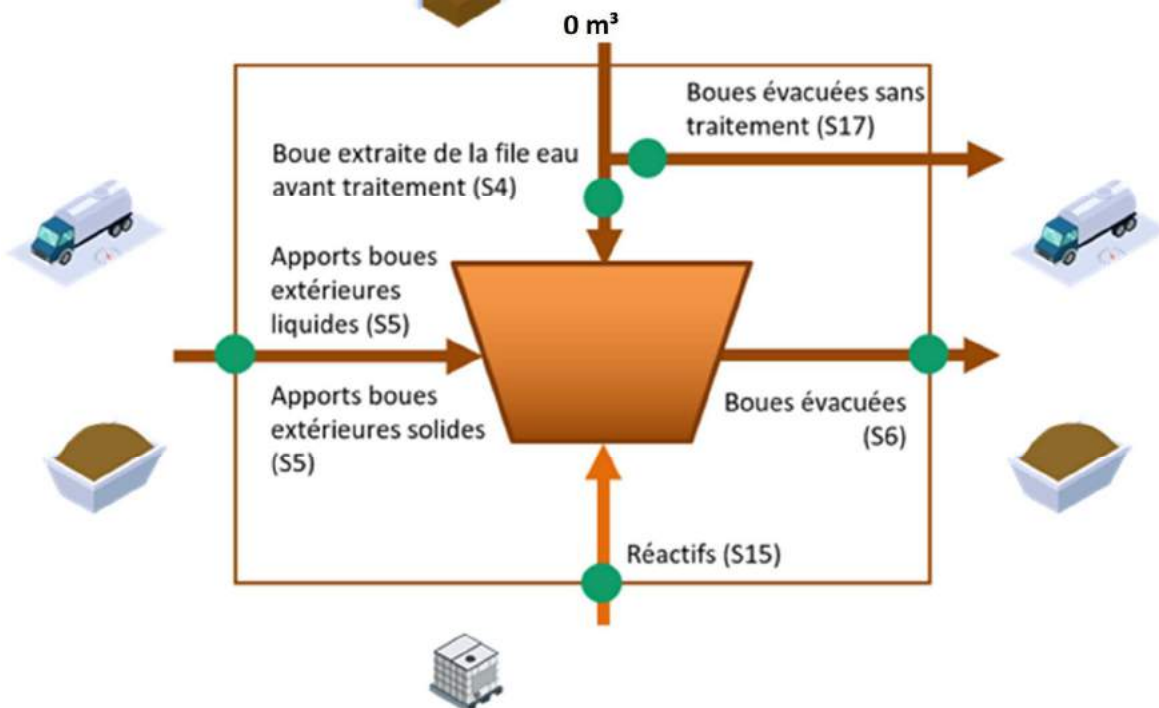 0 m³
Boues évacuées sans
traitement (S17)
Boue extraite de la file eau
avant traitement (S4)
Apports boues
extérieures
liquides (S5)
Apports boues
extérieures solides
(S5)
Boues évacuées
(S6)
Réactifs (S15)